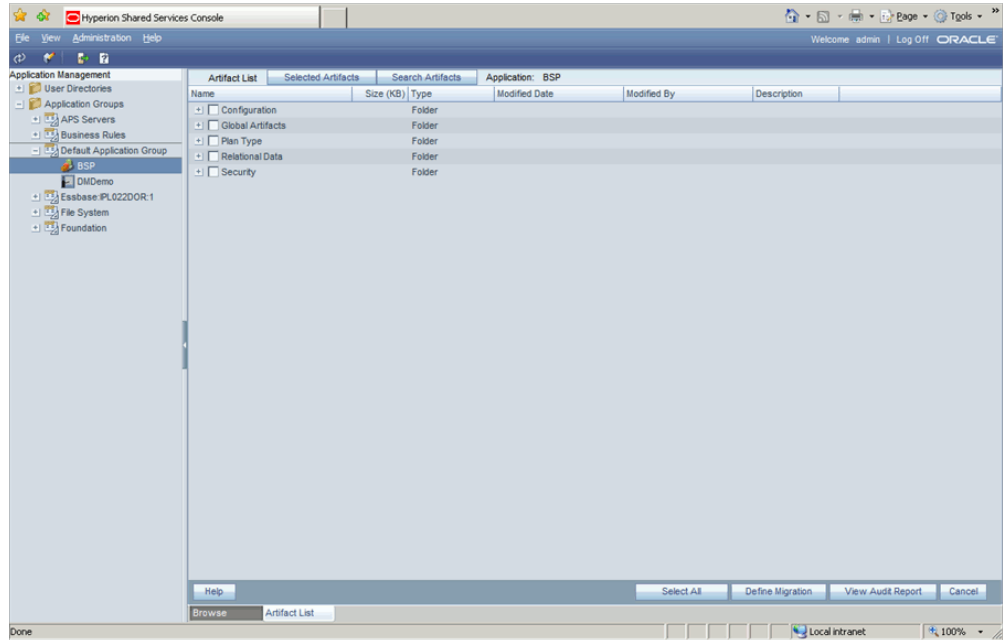 Hyperion Shared Services Console
Page Tools
File View Administration Help
Welcome admin | Log Off ORACLE
Application Management
User Directories
Application Groups
APS Servers
Business Rules
Default Application Group
BSP
DMDemo
Essbase:IPL022DOR:1
File System
Foundation
Artifact List Selected Artifacts Search Artifacts Application: BSP
Name Size (KB) Type Modified Date Modified By Description
Configuration Folder
Global Artifacts Folder
Plan Type Folder
Relational Data Folder
Security Folder
Help Select All Define Migration View Audit Report Cancel
Browse Artifact List
Done Local intranet 100%